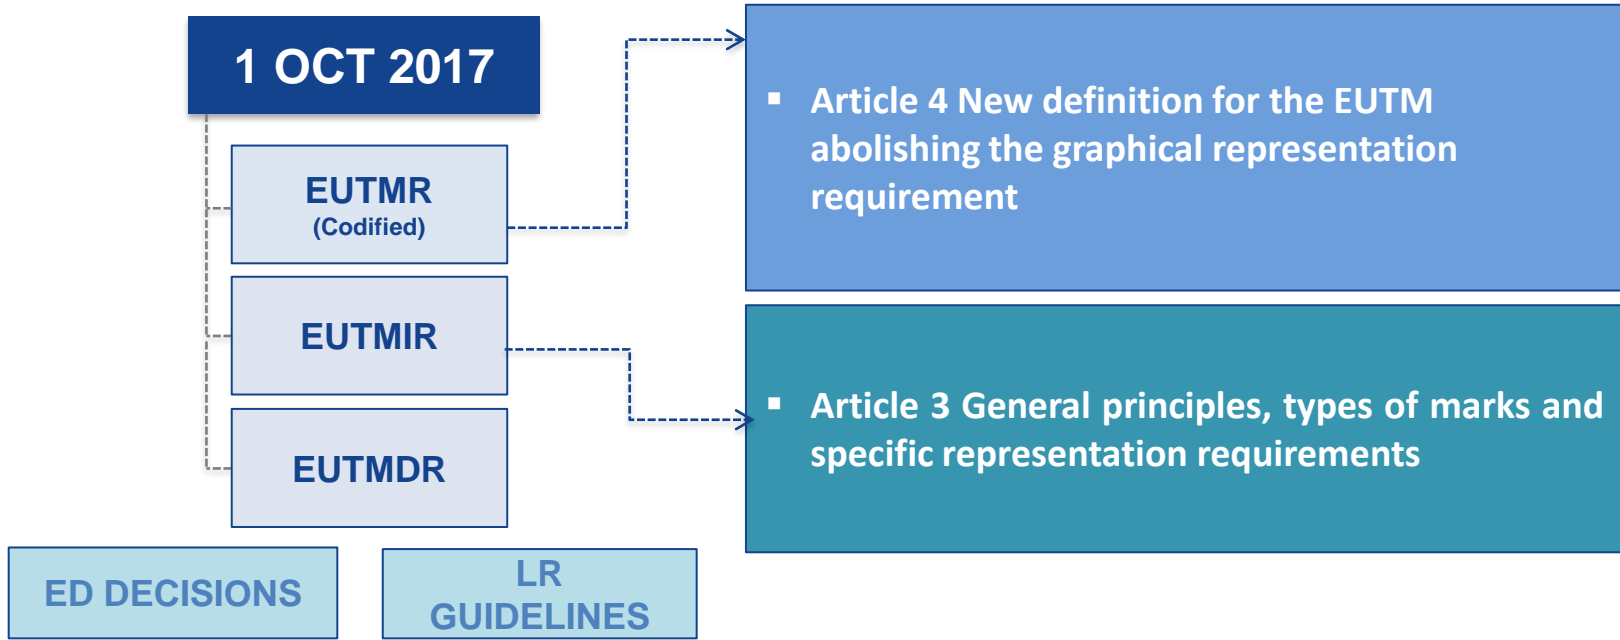 1 OCT 2017
EUTMR
(Codified)
EUTMIR
EUTMDR
ED DECISIONS
LR
GUIDELINES
▪ Article 4 New definition for the EUTM
abolishing the graphical representation
requirement
▪ Article 3 General principles, types of marks and
specific representation requirements